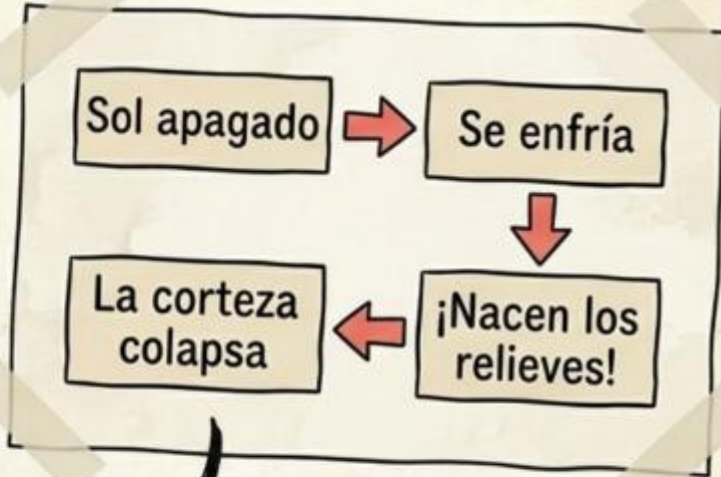 Sol apagado
Se enfría
¡Nacen los
relieves!
La corteza
colapsa